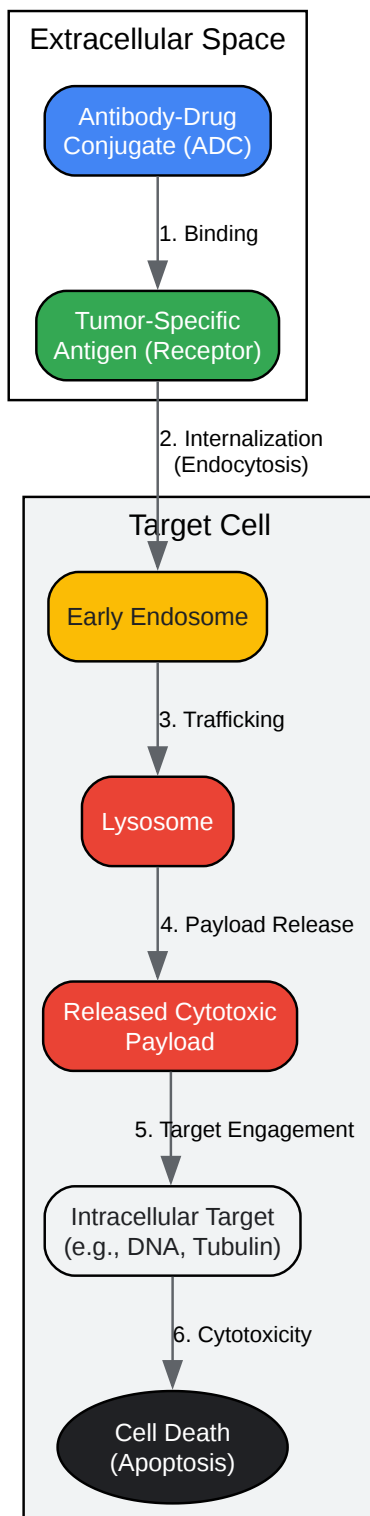 Extracellular Space
Antibody-Drug
Conjugate (ADC)
1. Binding
Tumor-Specific
Antigen (Receptor)
2. Internalization
(Endocytosis)
Target Cell
Early Endosome
3. Trafficking
Lysosome
4. Payload Release
Released Cytotoxic
Payload
5. Target Engagement
Intracellular Target
(e.g., DNA, Tubulin)
6. Cytotoxicity
Cell Death
(Apoptosis)